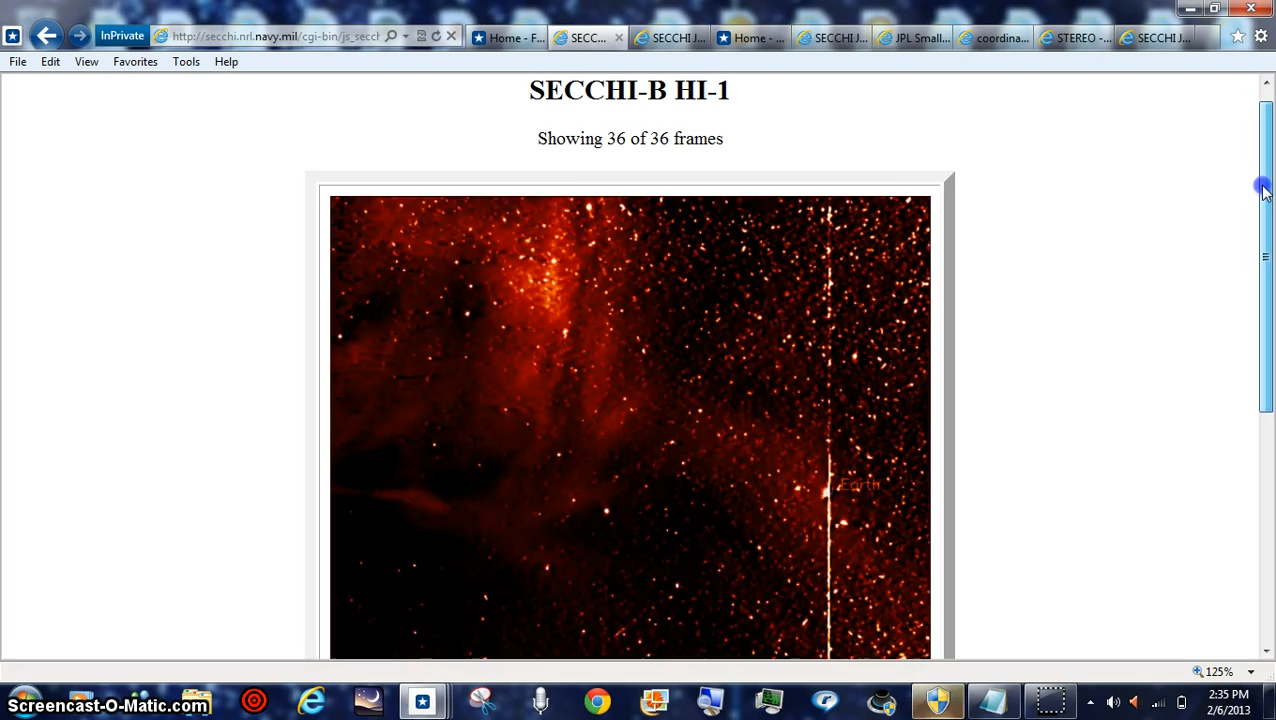 InPrivate
http://secchi.nrl.navy.mil/cgi-bin/js_secch
Home - F...
SECC...
SECCHI J...
Home - ...
SECCHI J...
JPL Small...
coordina...
STEREO -...
SECCHI J...
File Edit View Favorites Tools Help
SECCHI-B HI-1
Showing 36 of 36 frames
Earth
125%
Screencast-O-Matic.com
2:35 PM
2/6/2013